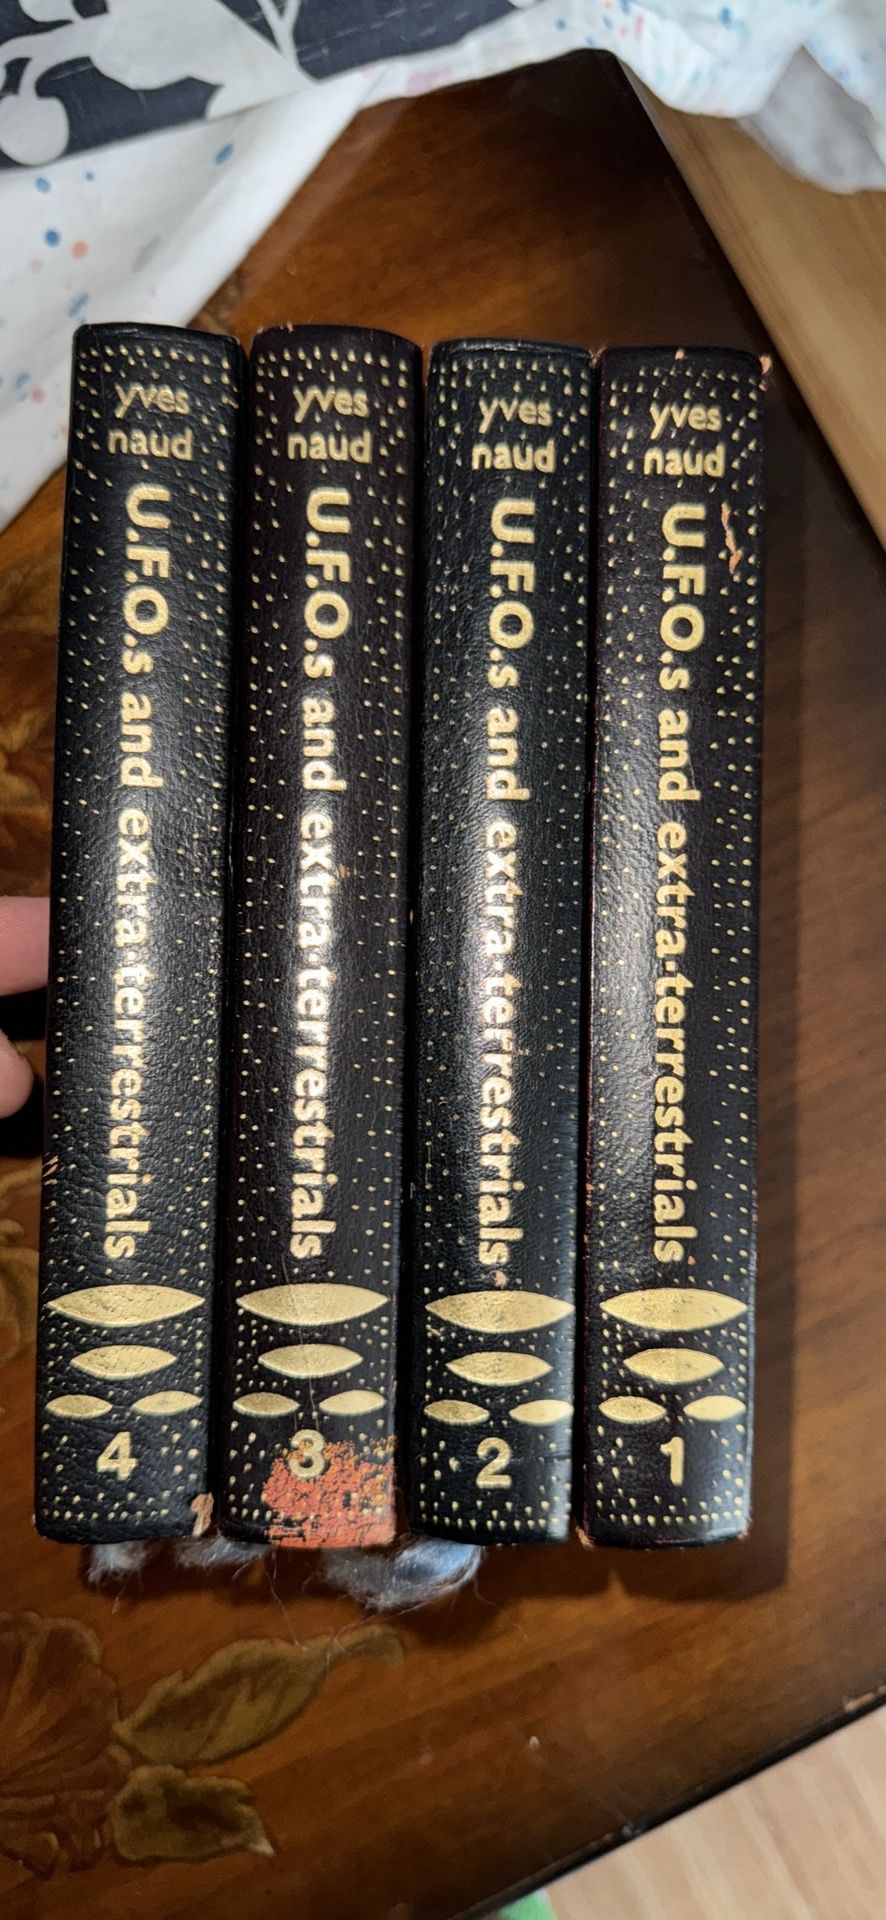 yves
naud
U.F.O.s and extra-terrestrials
4
yves
naud
U.F.O.s and extra-terrestrials
3
yves
naud
U.F.O.s and extra-terrestrials
2
yves
naud
U.F.O.s and extra-terrestrials
1